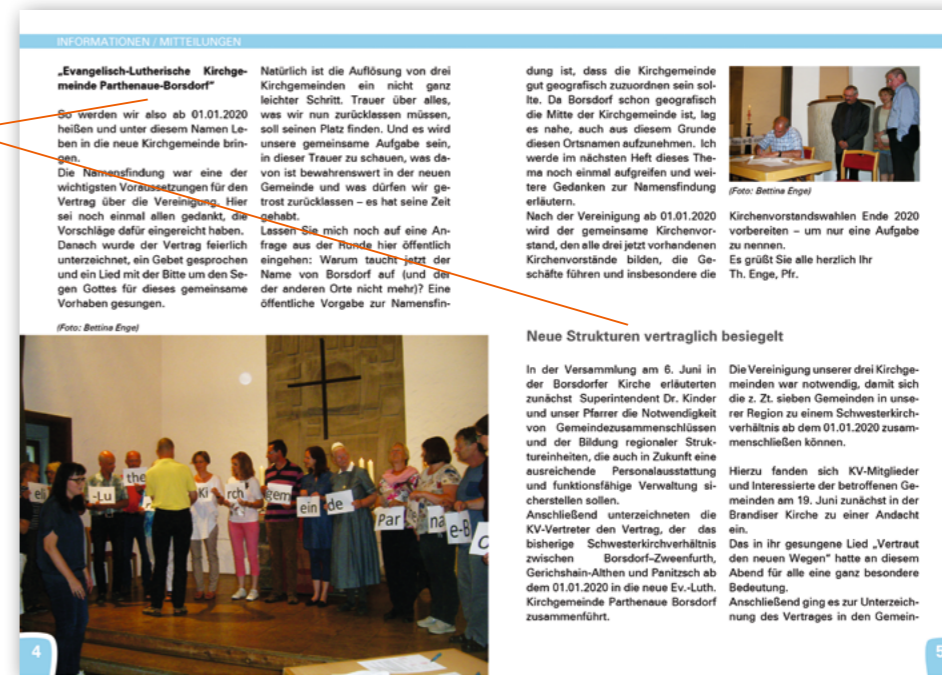 INFORMATIONEN / MITTEILUNGEN
„Evangelisch-Lutherische Kirchge-
meinde Parthenaue-Borsdorf"
So werden wir also ab 01.01.2020
heißen und unter diesem Namen Le-
ben in die neue Kirchgemeinde brin-
gen.
Die Namensfindung war eine der
wichtigsten Voraussetzungen für den
Vertrag über die Vereinigung. Hier
sei noch einmal allen gedankt, die
Vorschläge dafür eingereicht haben.
Danach wurde der Vertrag feierlich
unterzeichnet, ein Gebet gesprochen
und ein Lied mit der Bitte um den Se-
gen Gottes für dieses gemeinsame
Vorhaben gesungen.
(Foto: Bettina Enge)
Natürlich ist die Auflösung von drei
Kirchgemeinden ein nicht ganz
leichter Schritt. Trauer über alles,
was wir nun zurücklassen müssen,
soll seinen Platz finden. Und es wird
unsere gemeinsame Aufgabe sein,
in dieser Trauer zu schauen, was da-
von ist bewahrenswert in der neuen
Gemeinde und was dürfen wir ge-
trost zurücklassen – es hat seine Zeit
gehabt.
Lassen Sie mich noch auf eine An-
frage aus der Runde hier öffentlich
eingehen: Warum taucht jetzt der
Name von Borsdorf auf (und der
der anderen Orte nicht mehr)? Eine
öffentliche Vorgabe zur Namensfin-
el
-Lu
the
Ki
rch
gem
ein
de
Par
na
e-B
4
dung ist, dass die Kirchgemeinde
gut geografisch zuzuordnen sein sol-
lte. Da Borsdorf schon geografisch
die Mitte der Kirchgemeinde ist, lag
es nahe, auch aus diesem Grunde
diesen Ortsnamen aufzunehmen. Ich
werde im nächsten Heft dieses The-
ma noch einmal aufgreifen und wei-
tere Gedanken zur Namensfindung
erläutern.
Nach der Vereinigung ab 01.01.2020
wird der gemeinsame Kirchenvor-
stand, den alle drei jetzt vorhandenen
Kirchenvorstände bilden, die Ge-
schäfte führen und insbesondere die
(Foto: Bettina Enge)
Kirchenvorstandswahlen Ende 2020
vorbereiten – um nur eine Aufgabe
zu nennen.
Es grüßt Sie alle herzlich Ihr
Th. Enge, Pfr.
Neue Strukturen vertraglich besiegelt
In der Versammlung am 6. Juni in
der Borsdorfer Kirche erläuterten
zunächst Superintendent Dr. Kinder
und unser Pfarrer die Notwendigkeit
von Gemeindezusammenschlüssen
und der Bildung regionaler Struk-
tureinheiten, die auch in Zukunft eine
ausreichende Personalausstattung
und funktionsfähige Verwaltung si-
cherstellen sollen.
Anschließend unterzeichneten die
KV-Vertreter den Vertrag, der das
bisherige Schwesterkirchverhältnis
zwischen Borsdorf–Zweenfurth,
Gerichshain-Althen und Panitzsch ab
dem 01.01.2020 in die neue Ev.-Luth.
Kirchgemeinde Parthenaue Borsdorf
zusammenführt.
Die Vereinigung unserer drei Kirchge-
meinden war notwendig, damit sich
die z. Zt. sieben Gemeinden in unse-
rer Region zu einem Schwesterkirch-
verhältnis ab dem 01.01.2020 zusam-
menschließen können.
Hierzu fanden sich KV-Mitglieder
und Interessierte der betroffenen Ge-
meinden am 19. Juni zunächst in der
Brandiser Kirche zu einer Andacht
ein.
Das in ihr gesungene Lied „Vertraut
den neuen Wegen" hatte an diesem
Abend für alle eine ganz besondere
Bedeutung.
Anschließend ging es zur Unterzeich-
nung des Vertrages in den Gemein-
5